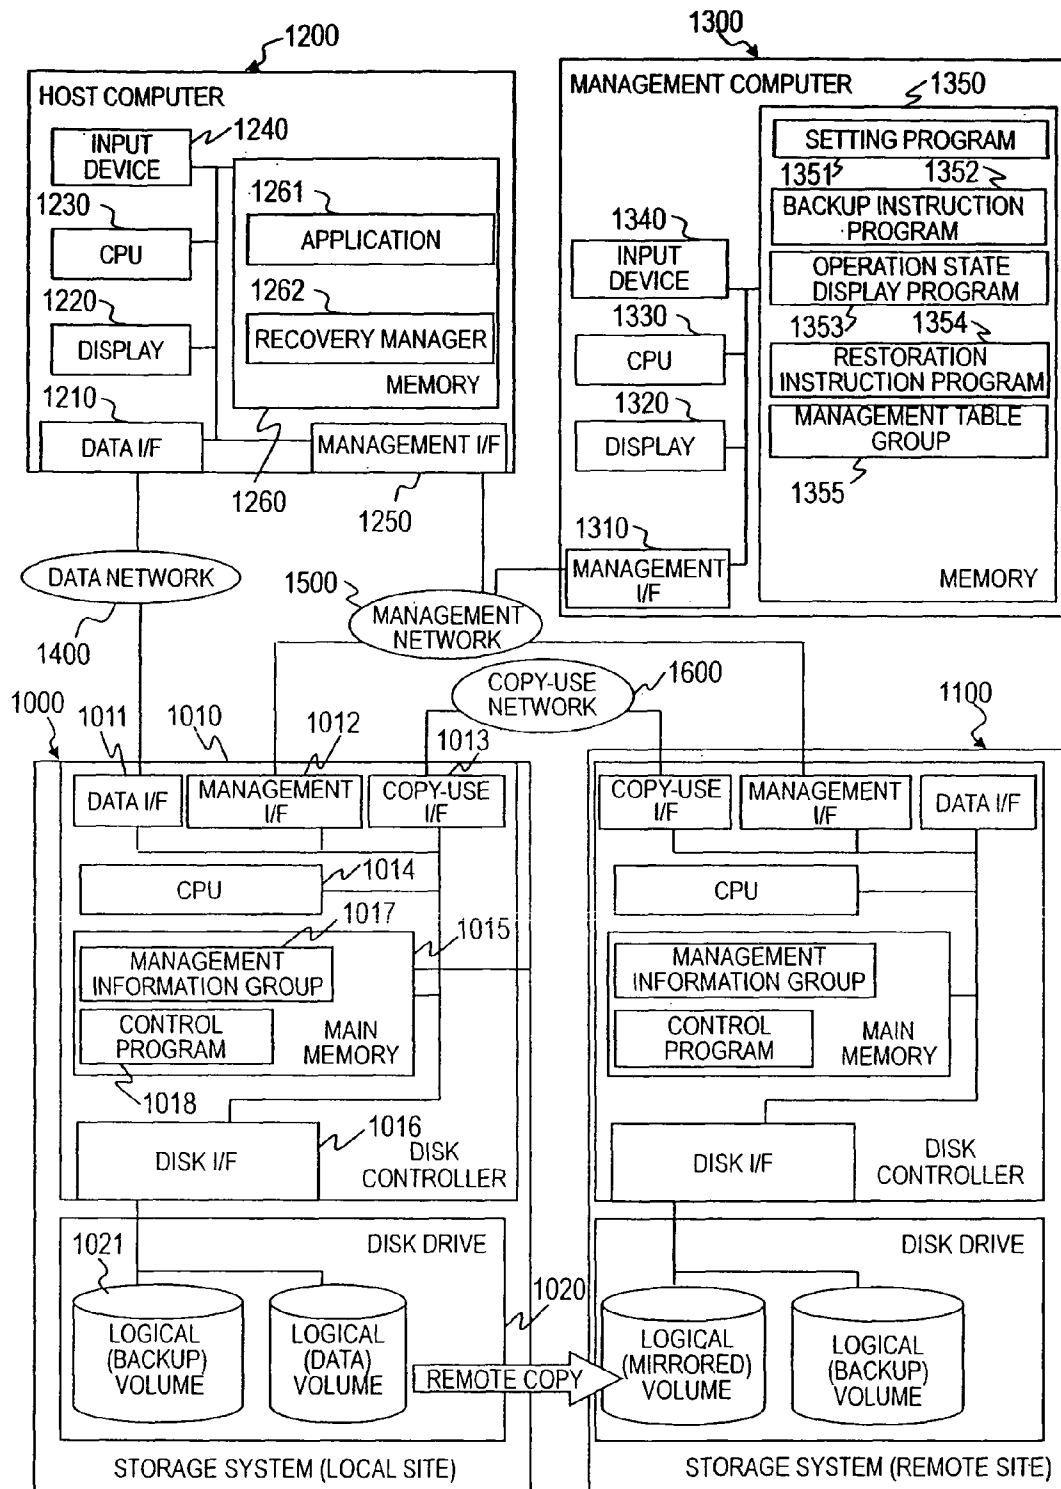 1200
HOST COMPUTER
INPUT
DEVICE
1240
1230
CPU
1220
DISPLAY
1210
DATA I/F
1261
APPLICATION
1262
RECOVERY MANAGER
MEMORY
MANAGEMENT I/F
1260
1250
1300
MANAGEMENT COMPUTER
1350
SETTING PROGRAM
1351
1352
BACKUP INSTRUCTION
PROGRAM
OPERATION STATE
DISPLAY PROGRAM
1353
1354
RESTORATION
INSTRUCTION PROGRAM
MANAGEMENT TABLE
GROUP
1355
1340
INPUT
DEVICE
1330
CPU
1320
DISPLAY
1310
MANAGEMENT
I/F
MEMORY
DATA NETWORK
1400
1500
MANAGEMENT
NETWORK
COPY-USE
NETWORK
1600
1000
1011
1010
1012
1013
DATA I/F
MANAGEMENT
I/F
COPY-USE
I/F
CPU
1014
1017
1015
MANAGEMENT
INFORMATION GROUP
CONTROL
PROGRAM
MAIN
MEMORY
1018
1016
DISK I/F
DISK
CONTROLLER
1021
DISK DRIVE
1020
LOGICAL
(BACKUP)
VOLUME
LOGICAL
(DATA)
VOLUME
REMOTE COPY
STORAGE SYSTEM (LOCAL SITE)
1100
COPY-USE
I/F
MANAGEMENT
I/F
DATA I/F
CPU
MANAGEMENT
INFORMATION GROUP
CONTROL
PROGRAM
MAIN
MEMORY
DISK I/F
DISK
CONTROLLER
DISK DRIVE
LOGICAL
(MIRRORED)
VOLUME
LOGICAL
(BACKUP)
VOLUME
STORAGE SYSTEM (REMOTE SITE)